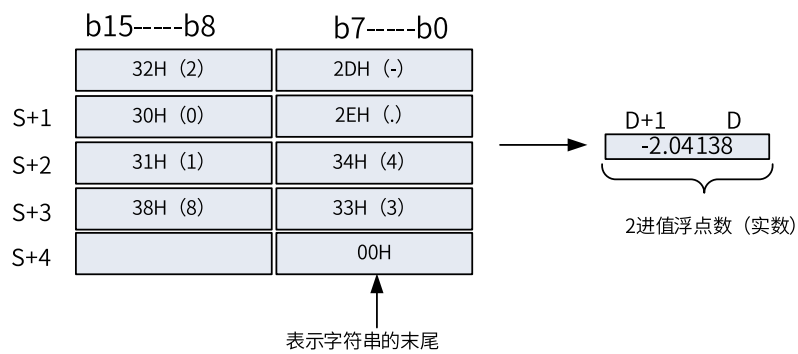 b15-----b8 b7-----b0
32H（2） 2DH（-）
S+1 30H（0） 2EH（.） D+1 D
S+2 31H（1） 34H（4） -2.04138
S+3 38H（8） 33H（3） 2进值浮点数（实数）
S+4 00H
表示字符串的末尾